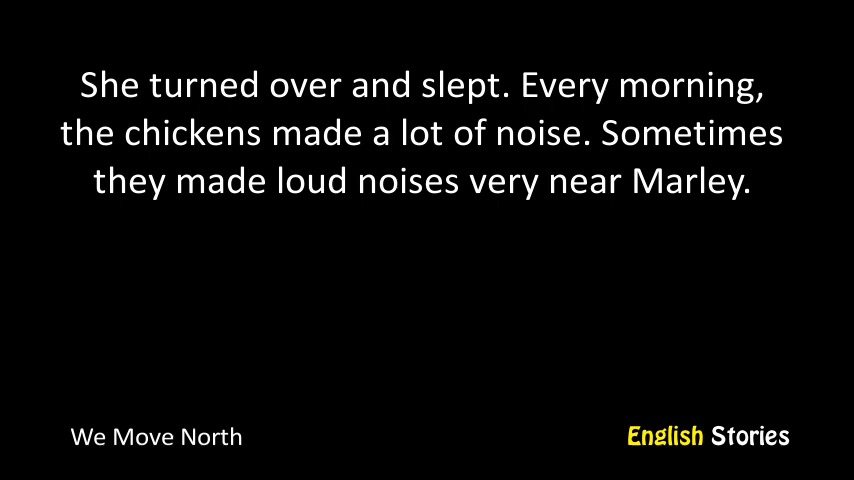 She turned over and slept. Every morning,
the chickens made a lot of noise. Sometimes
they made loud noises very near Marley.
We Move North
English Stories